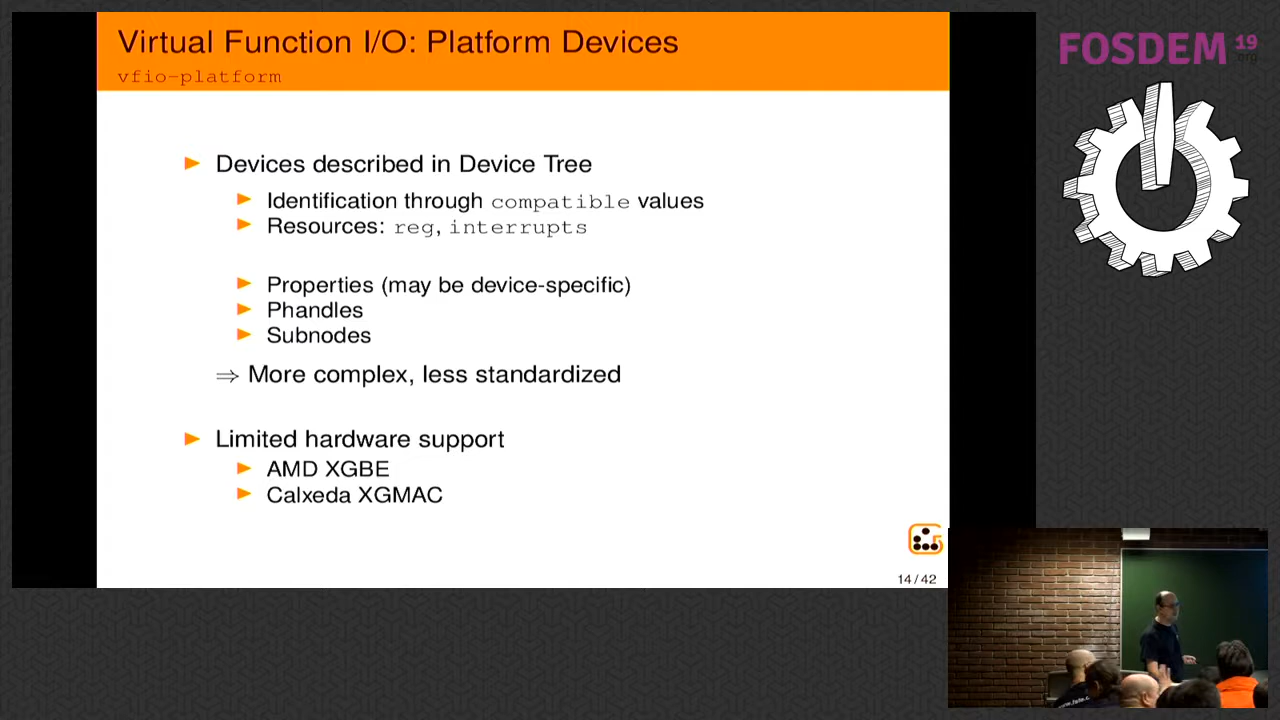 Virtual Function I/O: Platform Devices
vfio-platform
Devices described in Device Tree
Identification through compatible values
Resources: reg, interrupts
Properties (may be device-specific)
Phandles
Subnodes
⇒ More complex, less standardized
Limited hardware support
AMD XGBE
Calxeda XGMAC
14 / 42
FOSDEM 19
.org